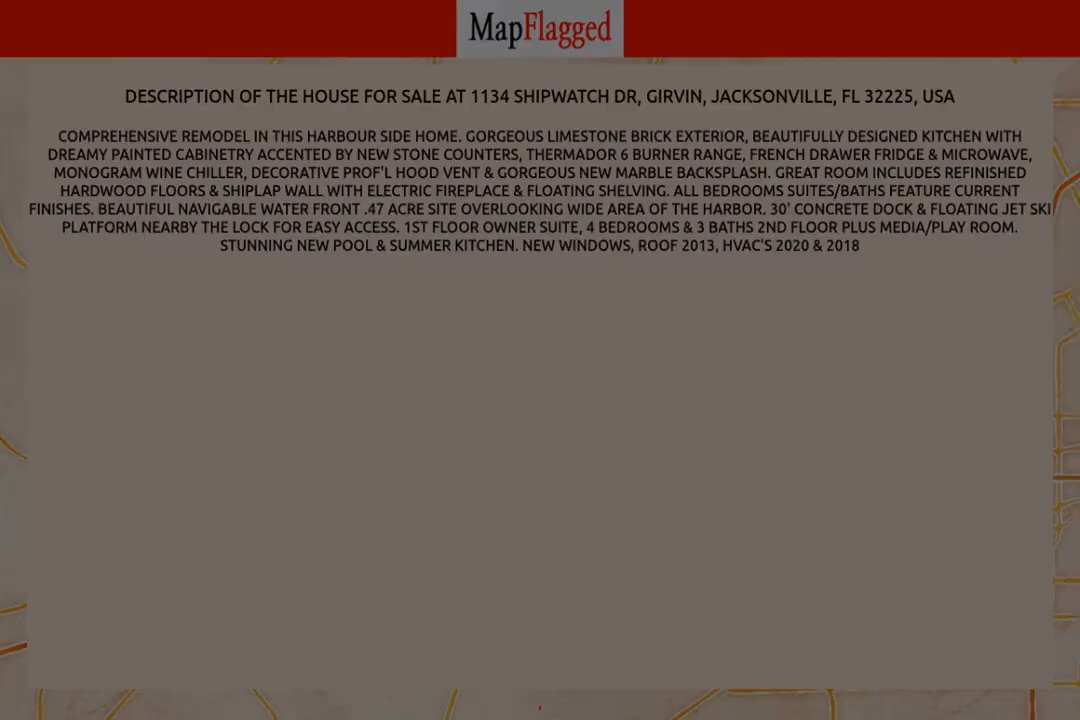 MapFlagged
DESCRIPTION OF THE HOUSE FOR SALE AT 1134 SHIPWATCH DR, GIRVIN, JACKSONVILLE, FL 32225, USA
COMPREHENSIVE REMODEL IN THIS HARBOUR SIDE HOME. GORGEOUS LIMESTONE BRICK EXTERIOR, BEAUTIFULLY DESIGNED KITCHEN WITH
DREAMY PAINTED CABINETRY ACCENTED BY NEW STONE COUNTERS, THERMADOR 6 BURNER RANGE, FRENCH DRAWER FRIDGE & MICROWAVE,
MONOGRAM WINE CHILLER, DECORATIVE PROF'L HOOD VENT & GORGEOUS NEW MARBLE BACKSPLASH. GREAT ROOM INCLUDES REFINISHED
HARDWOOD FLOORS & SHIPLAP WALL WITH ELECTRIC FIREPLACE & FLOATING SHELVING. ALL BEDROOMS SUITES/BATHS FEATURE CURRENT
FINISHES. BEAUTIFUL NAVIGABLE WATER FRONT .47 ACRE SITE OVERLOOKING WIDE AREA OF THE HARBOR. 30' CONCRETE DOCK & FLOATING JET SKI
PLATFORM NEARBY THE LOCK FOR EASY ACCESS. 1ST FLOOR OWNER SUITE, 4 BEDROOMS & 3 BATHS 2ND FLOOR PLUS MEDIA/PLAY ROOM.
STUNNING NEW POOL & SUMMER KITCHEN. NEW WINDOWS, ROOF 2013, HVAC'S 2020 & 2018